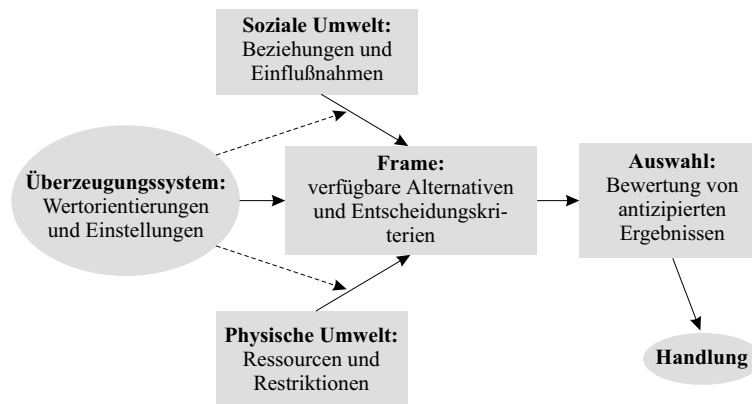 Soziale Umwelt:
Beziehungen und
Einflußnahmen
Überzeugungssystem:
Wertorientierungen
und Einstellungen
Frame:
verfügbare Alternativen
und Entscheidungskri-
terien
Auswahl:
Bewertung von
antizipierten
Ergebnissen
Physische Umwelt:
Ressourcen und
Restriktionen
Handlung